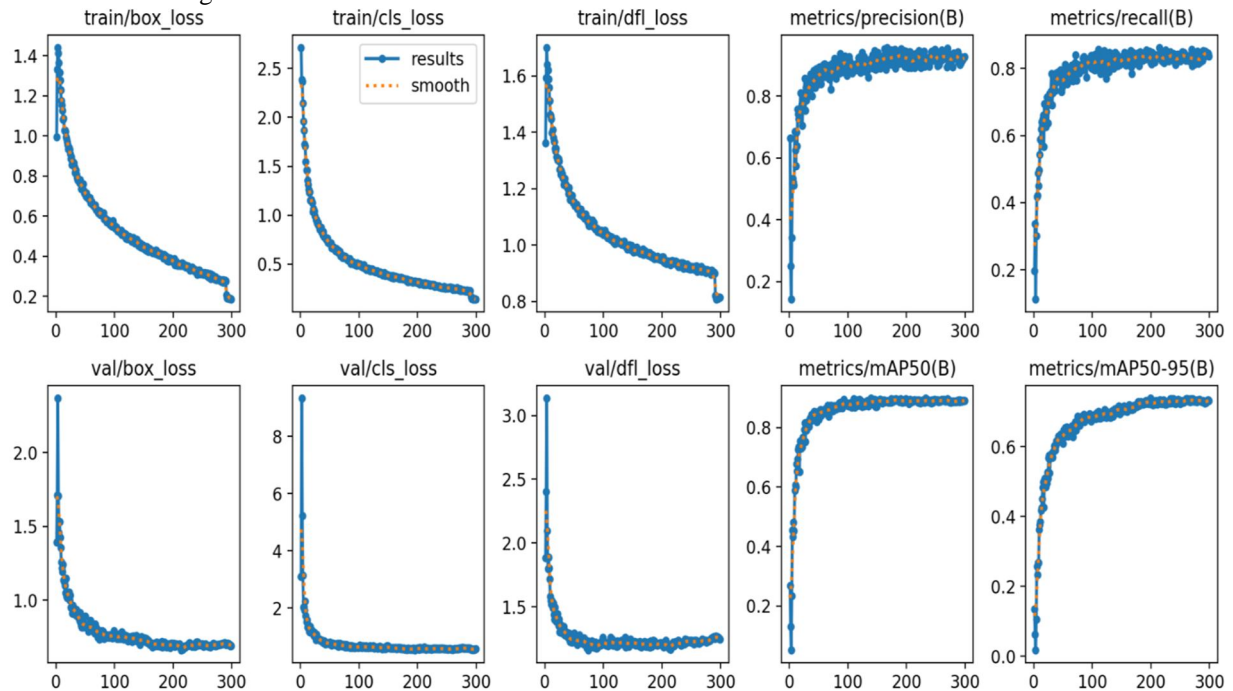 train/box_loss
train/cls_loss
train/dfl_loss
metrics/precision(B)
metrics/recall(B)
1.4
1.2
1.0
0.8
0.6
0.4
0.2
0 100 200 300
2.5
2.0
1.5
1.0
0.5
results
smooth
0 100 200 300
1.6
1.4
1.2
1.0
0.8
0 100 200 300
0.8
0.6
0.4
0.2
0 100 200 300
0.8
0.6
0.4
0.2
0 100 200 300
val/box_loss
val/cls_loss
val/dfl_loss
metrics/mAP50(B)
metrics/mAP50-95(B)
2.0
1.5
1.0
0 100 200 300
8
6
4
2
0 100 200 300
3.0
2.5
2.0
1.5
0 100 200 300
0.8
0.6
0.4
0.2
0 100 200 300
0.6
0.4
0.2
0.0
0 100 200 300